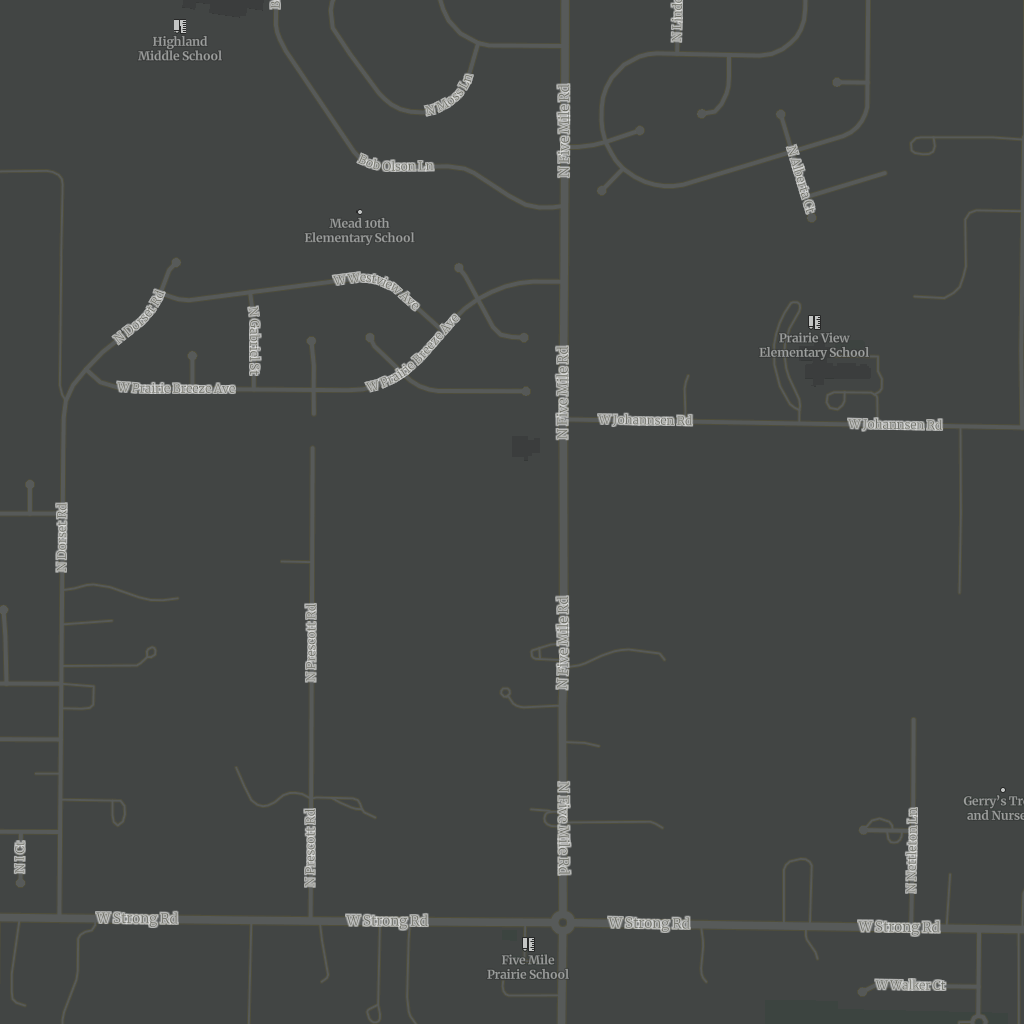 N Linde
Highland
Middle School
N Moss Ln
N Five Mile Rd
Bob Olson Ln
N Alberta Ct
Mead 10th
Elementary School
W Westview Ave
N Dorset Rd
N Gabriel St
W Prairie Breeze Ave
W Prairie Breeze Ave
Prairie View
Elementary School
N Five Mile Rd
W Johannsen Rd
W Johannsen Rd
N Dorset Rd
N Prescott Rd
N Five Mile Rd
N Five Mile Rd
Gerry's Tre
and Nurse
N Prescott Rd
N I Ct
N Nettleton Ln
W Strong Rd
W Strong Rd
W Strong Rd
W Strong Rd
Five Mile
Prairie School
W Walker Ct